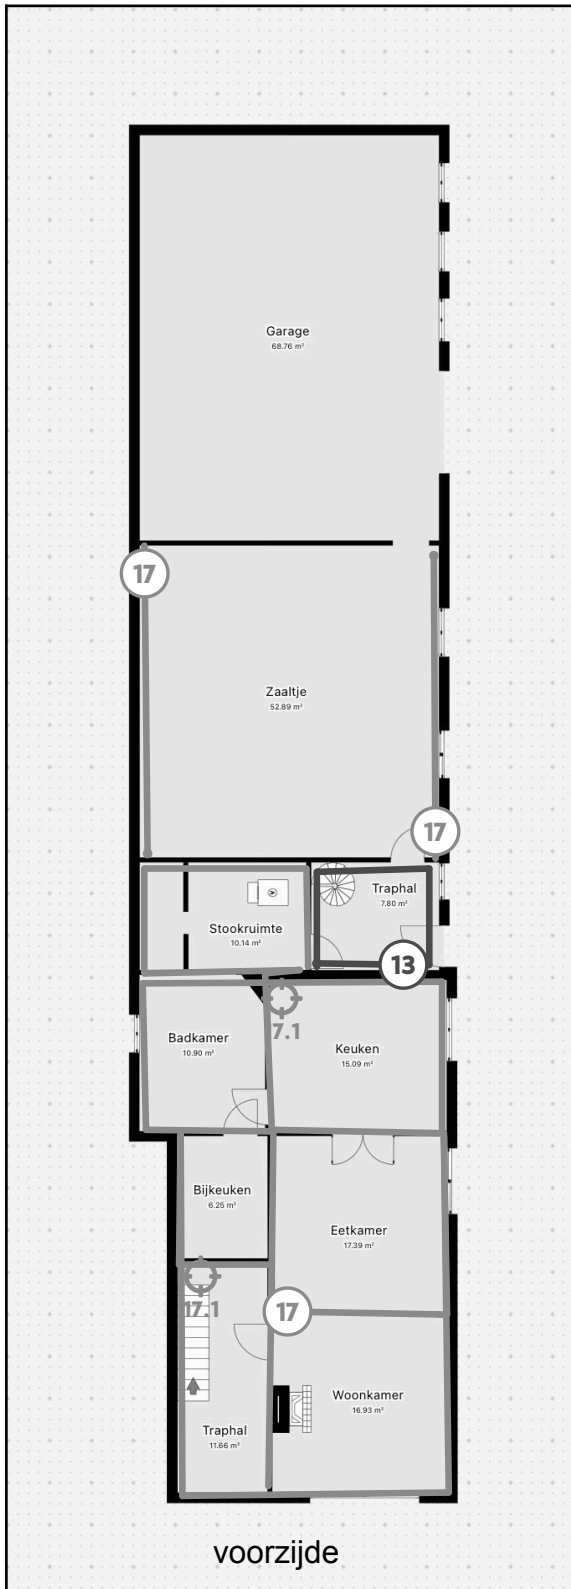 Garage
68.76 m²
17
Zaaltje
52.89 m²
17
Traphal
7.80 m²
Stookruimte
10.14 m²
13
7.1
Badkamer
10.90 m²
Keuken
15.09 m²
Bijkeuken
6.25 m²
Eetkamer
17.39 m²
17.1
17
Woonkamer
16.93 m²
Traphal
11.66 m²
voorzijde